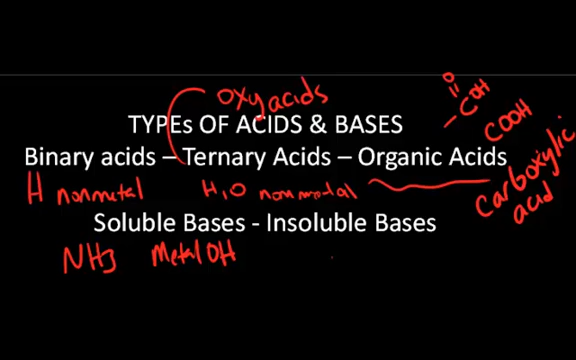 oxyacids
TYPEs OF ACIDS & BASES
Binary acids – Ternary Acids – Organic Acids
H nonmetal
H, O nonmetal
O
=
– COH
COOH
carboxylic
acid
Soluble Bases - Insoluble Bases
NH3 Metal OH